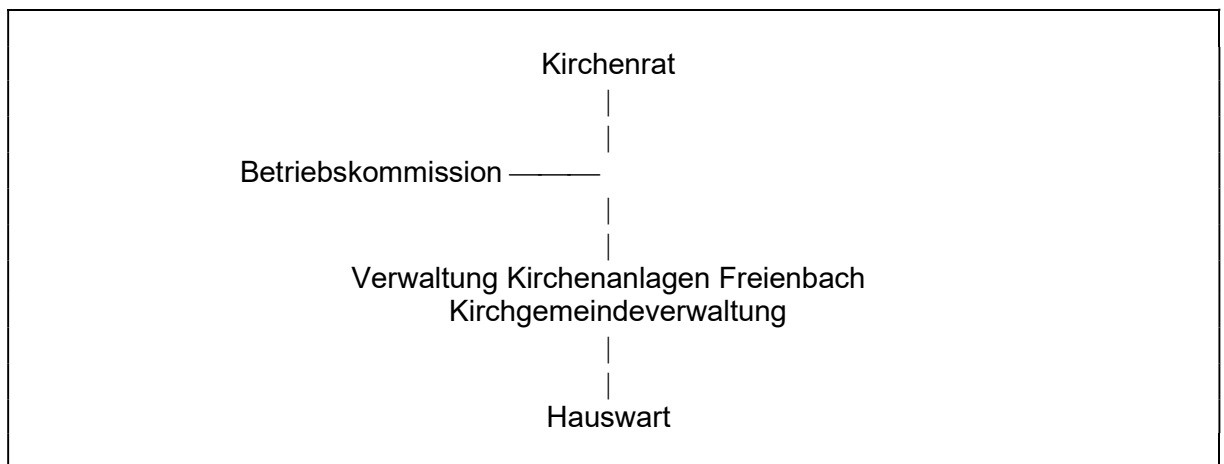 Kirchenrat
Betriebskommission
Verwaltung Kirchenanlagen Freienbach
Kirchgemeindeverwaltung
Hauswart